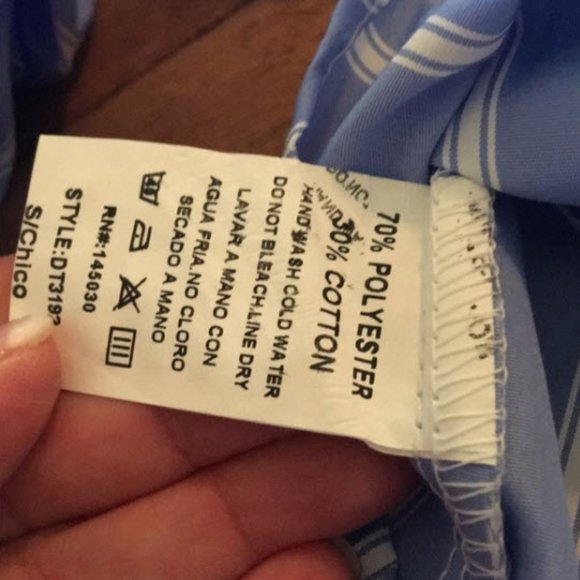 70% POLYESTER
30% COTTON
HAND WASH COLD WATER
DO NOT BLEACH.LINE DRY
LAVAR A MANO CON
AGUA FRIA.NO CLORO
SECADO A MANO
RN#:145030
STYLE:DT319
S/Chico